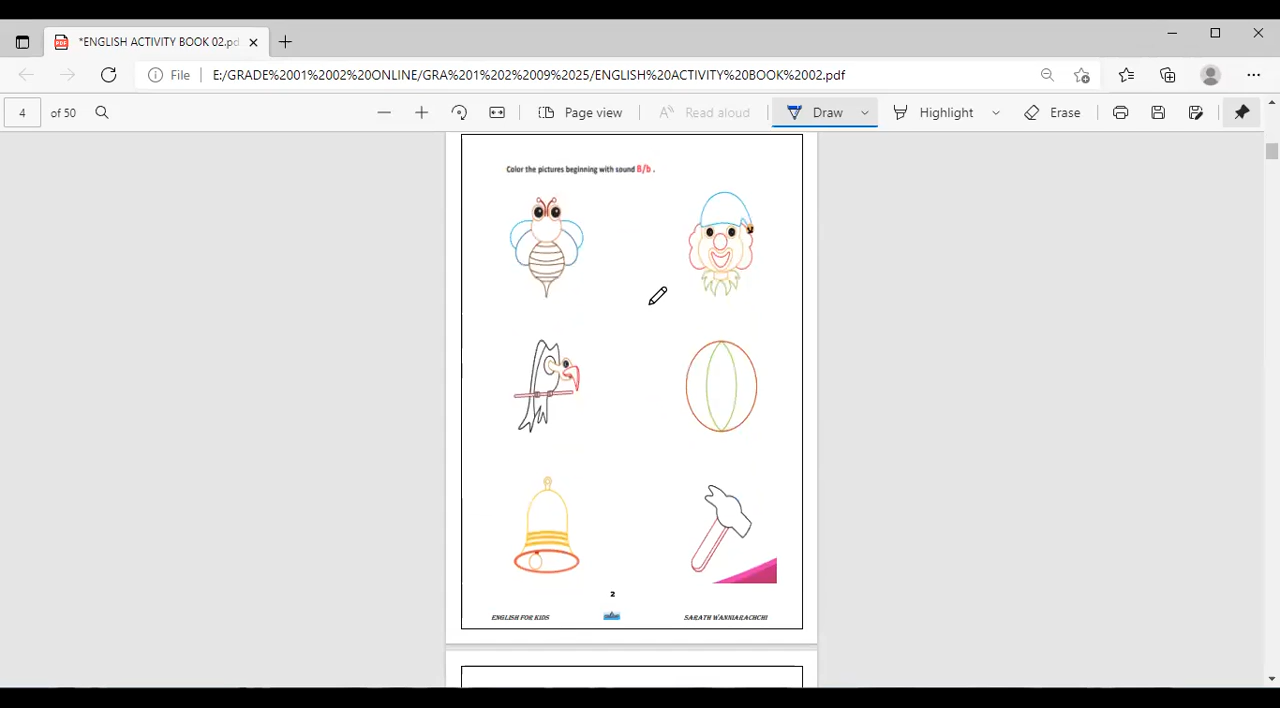 *ENGLISH ACTIVITY BOOK 02.pd
File
E:/GRADE%2001%2002%20ONLINE/GRA%201%202%2009%2025/ENGLISH%20ACTIVITY%20BOOK%2002.pdf
4 of 50
Page view
Read aloud
Draw
Highlight
Erase
Color the pictures beginning with sound B/b .
2
ENGLISH FOR KIDS
SARATH WANNIARACHCHI